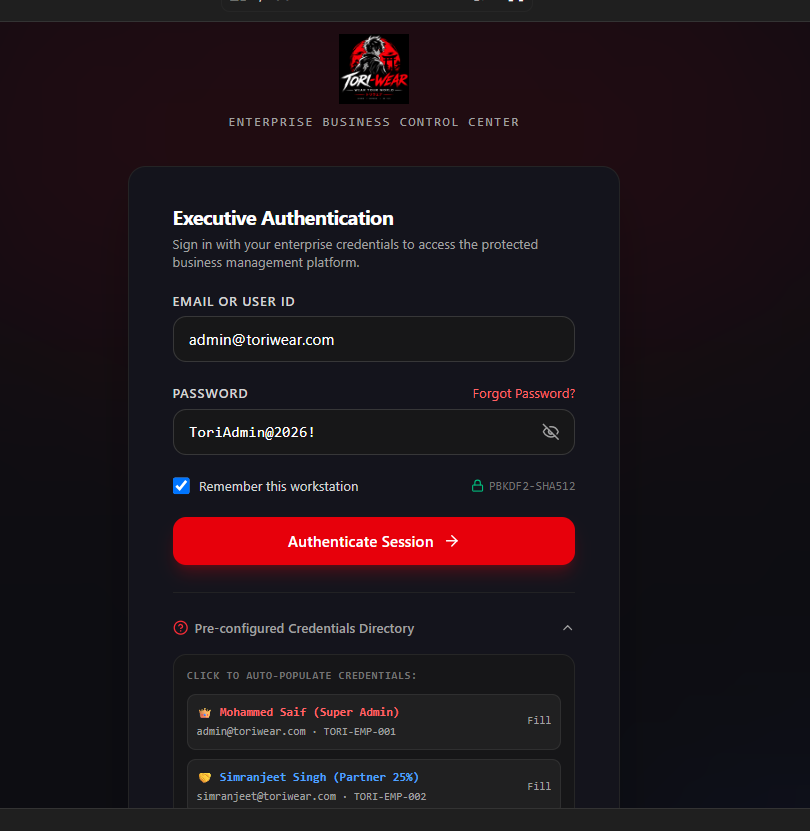 TORI-WEAR
ENTERPRISE BUSINESS CONTROL CENTER
Executive Authentication
Sign in with your enterprise credentials to access the protected
business management platform.
EMAIL OR USER ID
admin@toriwear.com
PASSWORD
Forgot Password?
ToriAdmin@2026!
Remember this workstation
PBKDF2-SHA512
Authenticate Session
Pre-configured Credentials Directory
CLICK TO AUTO-POPULATE CREDENTIALS:
Mohammed Saif (Super Admin)
admin@toriwear.com · TORI-EMP-001
Fill
Simranjeet Singh (Partner 25%)
simranjeet@toriwear.com · TORI-EMP-002
Fill